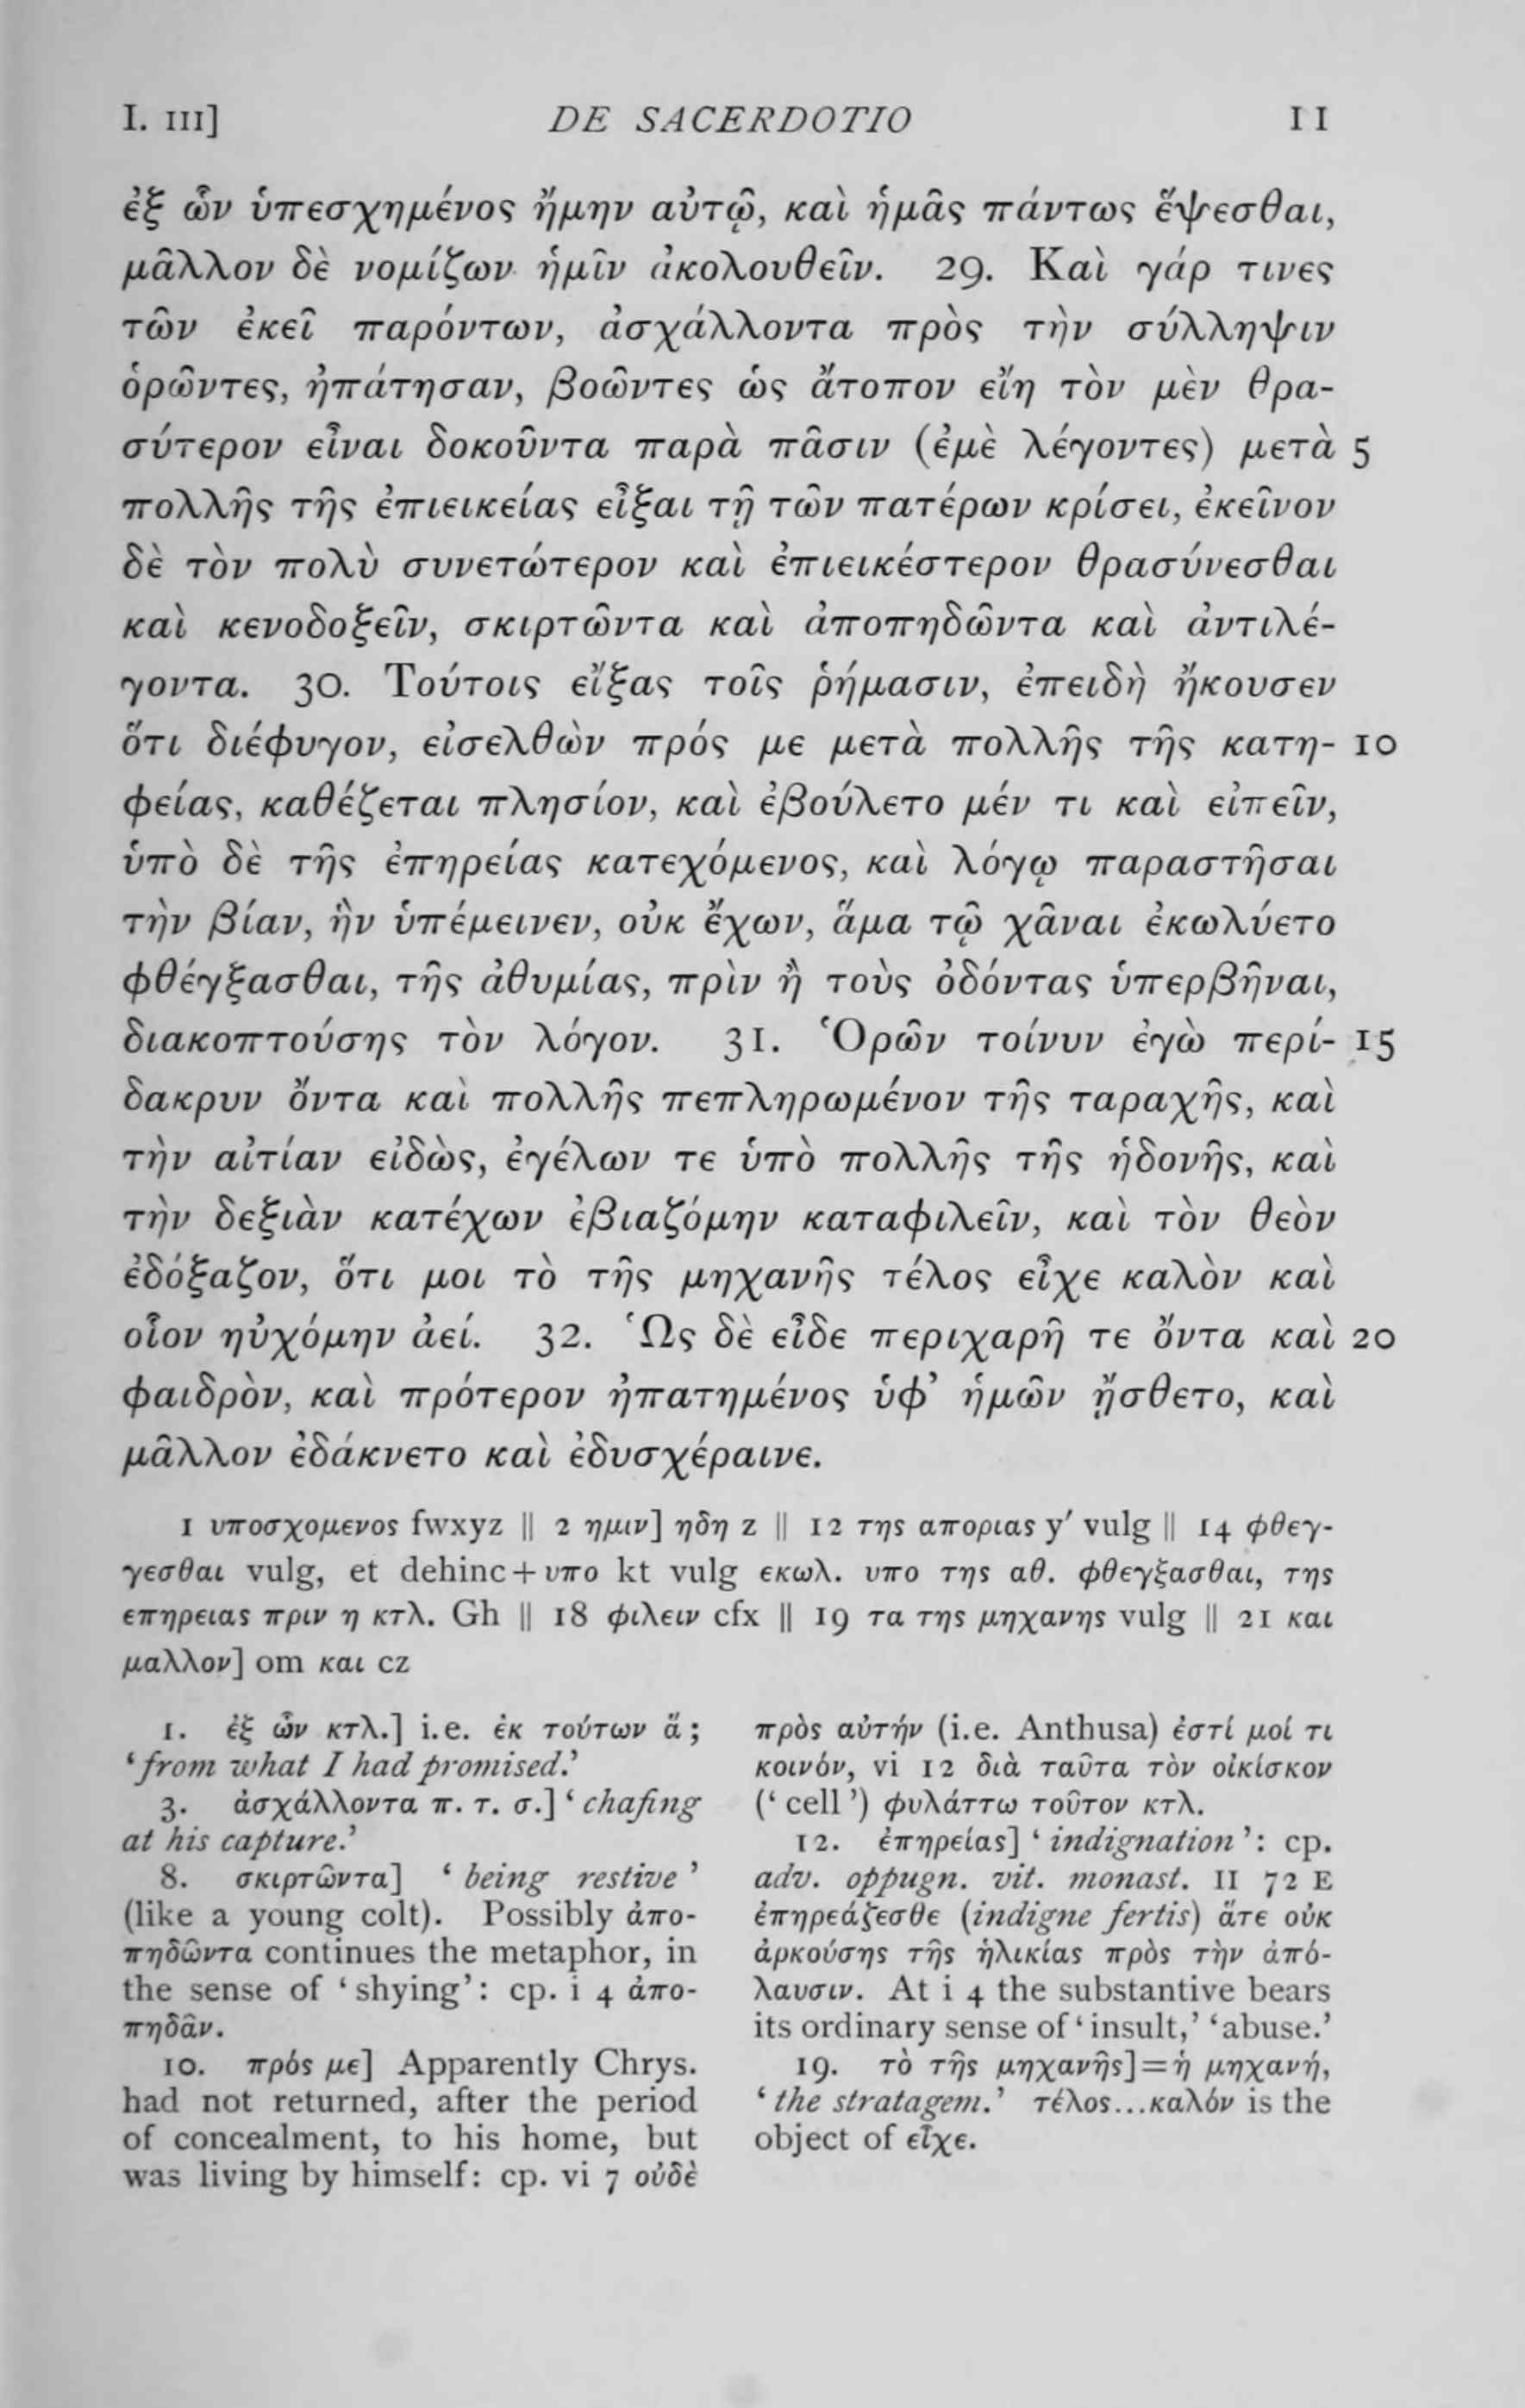 I. III] DE SACERDOTIO 11
ἐξ ὧν ὑπεσχημένος ἤμην αὐτῷ, καὶ ἡμᾶς πάντως ἕψεσθαι,
μᾶλλον δὲ νομίζων ἡμῖν ἀκολουθεῖν. 29. Καὶ γάρ τινες
τῶν ἐκεῖ παρόντων, ἀσχάλλοντα πρὸς τὴν σύλληψιν
ὁρῶντες, ἠπάτησαν, βοῶντες ὡς ἄτοπον εἴη τὸν μὲν θρα-
σύτερον εἶναι δοκοῦντα παρὰ πᾶσιν (ἐμὲ λέγοντες) μετὰ 5
πολλῆς τῆς ἐπιεικείας εἶξαι τῇ τῶν πατέρων κρίσει, ἐκεῖνον
δὲ τὸν πολὺ συνετώτερον καὶ ἐπιεικέστερον θρασύνεσθαι
καὶ κενοδοξεῖν, σκιρτῶντα καὶ ἀποπηδῶντα καὶ ἀντιλέ-
γοντα. 30. Τούτοις εἴξας τοῖς ῥήμασιν, ἐπειδὴ ἤκουσεν
ὅτι διέφυγον, εἰσελθὼν πρός με μετὰ πολλῆς τῆς κατη- 10
φείας, καθέζεται πλησίον, καὶ ἐβούλετο μέν τι καὶ εἰπεῖν,
ὑπὸ δὲ τῆς ἐπηρείας κατεχόμενος, καὶ λόγῳ παραστῆσαι
τὴν βίαν, ἣν ὑπέμεινεν, οὐκ ἔχων, ἅμα τῷ χᾶναι ἐκωλύετο
φθέγξασθαι, τῆς ἀθυμίας, πρὶν ἢ τοὺς ὀδόντας ὑπερβῆναι,
διακοπτούσης τὸν λόγον. 31. Ὁρῶν τοίνυν ἐγὼ περί- 15
δακρυν ὄντα καὶ πολλῆς πεπληρωμένον τῆς ταραχῆς, καὶ
τὴν αἰτίαν εἰδὼς, ἐγέλων τε ὑπὸ πολλῆς τῆς ἡδονῆς, καὶ
τὴν δεξιὰν κατέχων ἐβιαζόμην καταφιλεῖν, καὶ τὸν θεὸν
ἐδόξαζον, ὅτι μοι τὸ τῆς μηχανῆς τέλος εἶχε καλὸν καὶ
οἷον ηὐχόμην ἀεί. 32. Ὡς δὲ εἶδε περιχαρῆ τε ὄντα καὶ 20
φαιδρὸν, καὶ πρότερον ἠπατημένος ὑφ’ ἡμῶν ᾔσθετο, καὶ
μᾶλλον ἐδάκνετο καὶ ἐδυσχέραινε.
1 υποσχομενος fwxyz || 2 ημιν] ηδη z || 12 της αποριας y′ vulg || 14 φθεγ-
γεσθαι vulg, et dehinc + υπο kt vulg εκωλ. υπο της αθ. φθεγξασθαι, της
επηρειας πριν η κτλ. Gh || 18 φιλειν cfx || 19 τα της μηχανης vulg || 21 και
μαλλον] om και cz
1. ἐξ ὧν κτλ.] i.e. ἐκ τούτων ἅ;
‘from what I had promised.’
3. ἀσχάλλοντα π. τ. σ.] ‘chafing
at his capture.’
8. σκιρτῶντα] ‘being restive’
(like a young colt). Possibly ἀπο-
πηδῶντα continues the metaphor, in
the sense of ‘shying’: cp. i 4 ἀπο-
πηδᾶν.
10. πρός με] Apparently Chrys.
had not returned, after the period
of concealment, to his home, but
was living by himself: cp. vi 7 οὐδὲ
πρὸς αὐτήν (i.e. Anthusa) ἐστί μοί τι
κοινόν, vi 12 διὰ ταῦτα τὸν οἰκίσκον
(‘cell’) φυλάττω τοῦτον κτλ.
12. ἐπηρείας] ‘indignation’: cp.
adv. oppugn. vit. monast. II 72 E
ἐπηρεάζεσθε (indigne fertis) ἅτε οὐκ
ἀρκούσης τῆς ἡλικίας πρὸς τὴν ἀπό-
λαυσιν. At i 4 the substantive bears
its ordinary sense of ‘insult,’ ‘abuse.’
19. τὸ τῆς μηχανῆς]=ἡ μηχανή,
‘the stratagem.’ τέλος...καλόν is the
object of εἶχε.